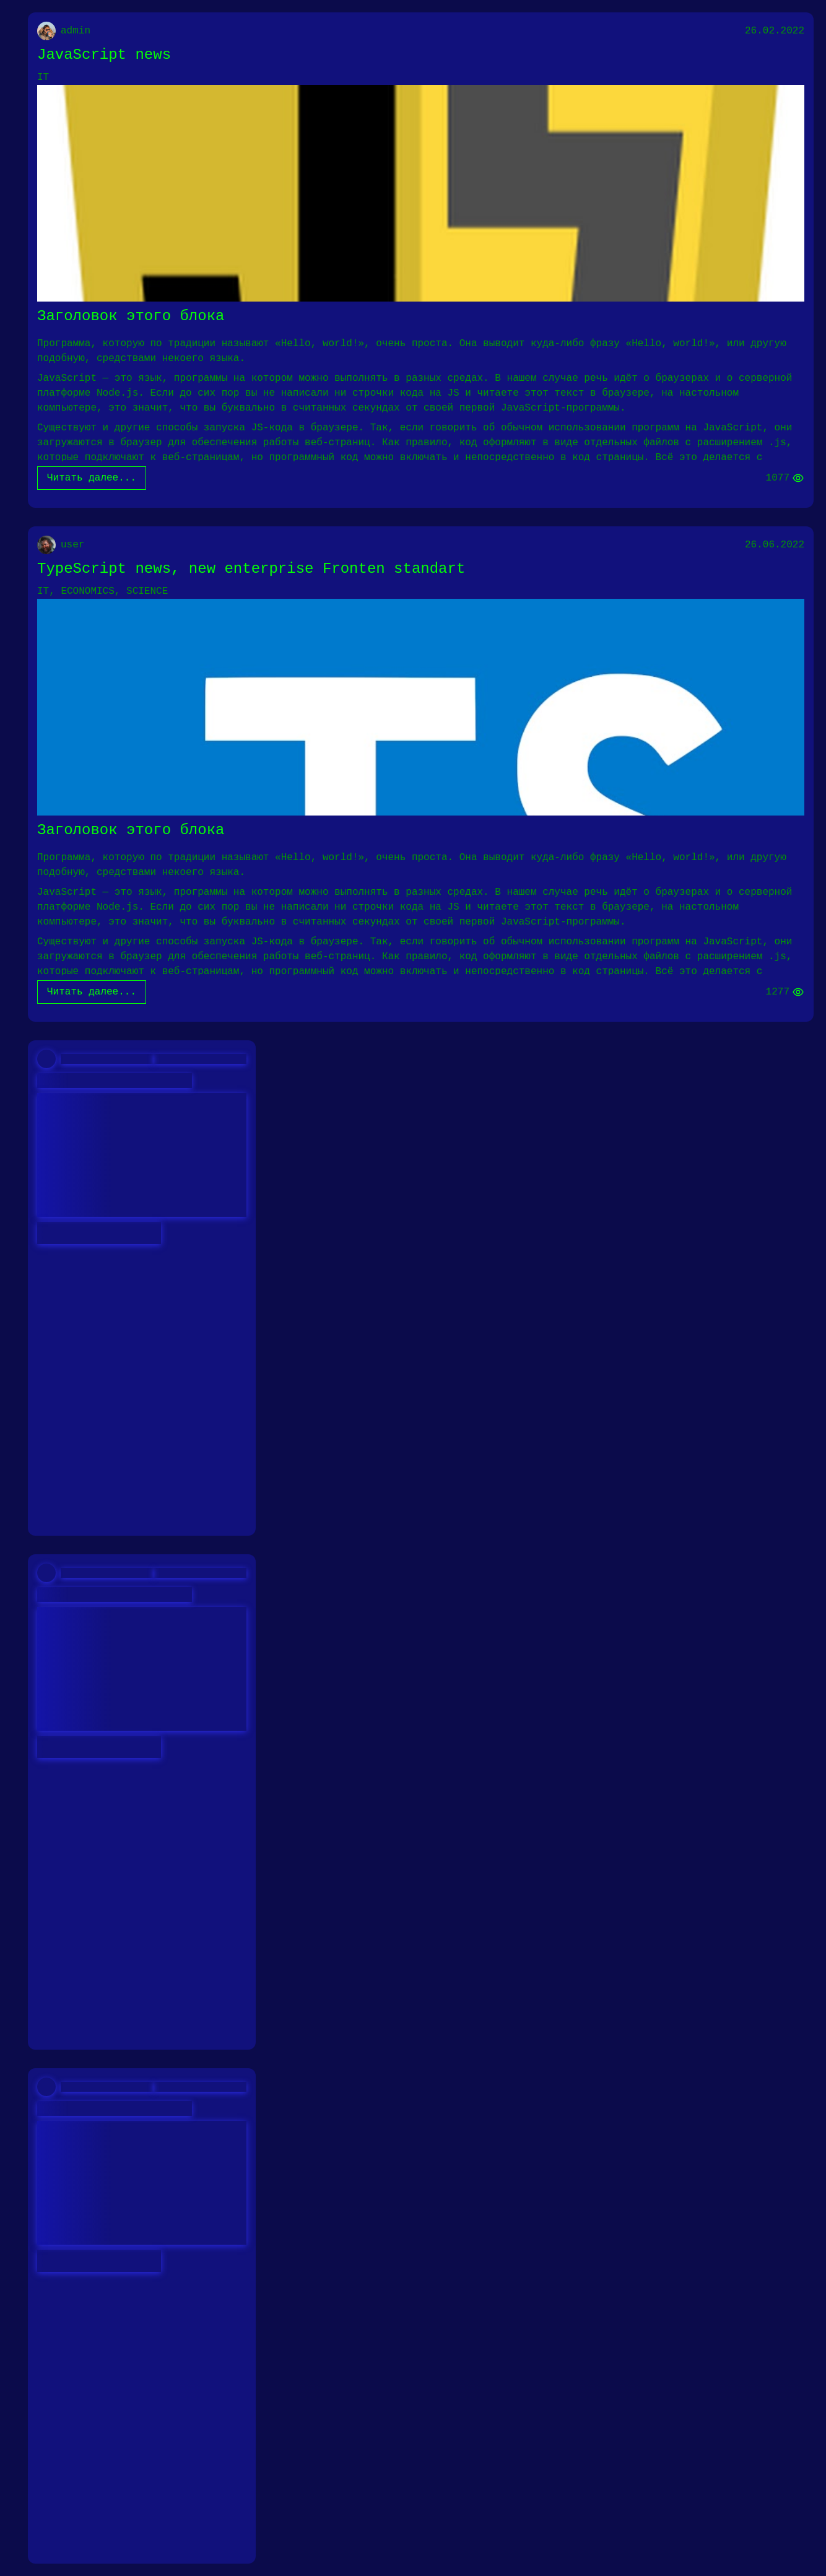 admin 26.02.2022
JavaScript news
IT
Заголовок этого блока
Программа, которую по традиции называют «Hello, world!», очень проста. Она выводит куда-либо фразу «Hello, world!», или другую
подобную, средствами некоего языка.
JavaScript — это язык, программы на котором можно выполнять в разных средах. В нашем случае речь идёт о браузерах и о серверной
платформе Node.js. Если до сих пор вы не написали ни строчки кода на JS и читаете этот текст в браузере, на настольном
компьютере, это значит, что вы буквально в считанных секундах от своей первой JavaScript-программы.
Существуют и другие способы запуска JS-кода в браузере. Так, если говорить об обычном использовании программ на JavaScript, они
загружаются в браузер для обеспечения работы веб-страниц. Как правило, код оформляют в виде отдельных файлов с расширением .js,
которые подключают к веб-страницам, но программный код можно включать и непосредственно в код страницы. Всё это делается с
Читать далее... 1077
user 26.06.2022
TypeScript news, new enterprise Fronten standart
IT, ECONOMICS, SCIENCE
TS
Заголовок этого блока
Программа, которую по традиции называют «Hello, world!», очень проста. Она выводит куда-либо фразу «Hello, world!», или другую
подобную, средствами некоего языка.
JavaScript — это язык, программы на котором можно выполнять в разных средах. В нашем случае речь идёт о браузерах и о серверной
платформе Node.js. Если до сих пор вы не написали ни строчки кода на JS и читаете этот текст в браузере, на настольном
компьютере, это значит, что вы буквально в считанных секундах от своей первой JavaScript-программы.
Существуют и другие способы запуска JS-кода в браузере. Так, если говорить об обычном использовании программ на JavaScript, они
загружаются в браузер для обеспечения работы веб-страниц. Как правило, код оформляют в виде отдельных файлов с расширением .js,
которые подключают к веб-страницам, но программный код можно включать и непосредственно в код страницы. Всё это делается с
Читать далее... 1277